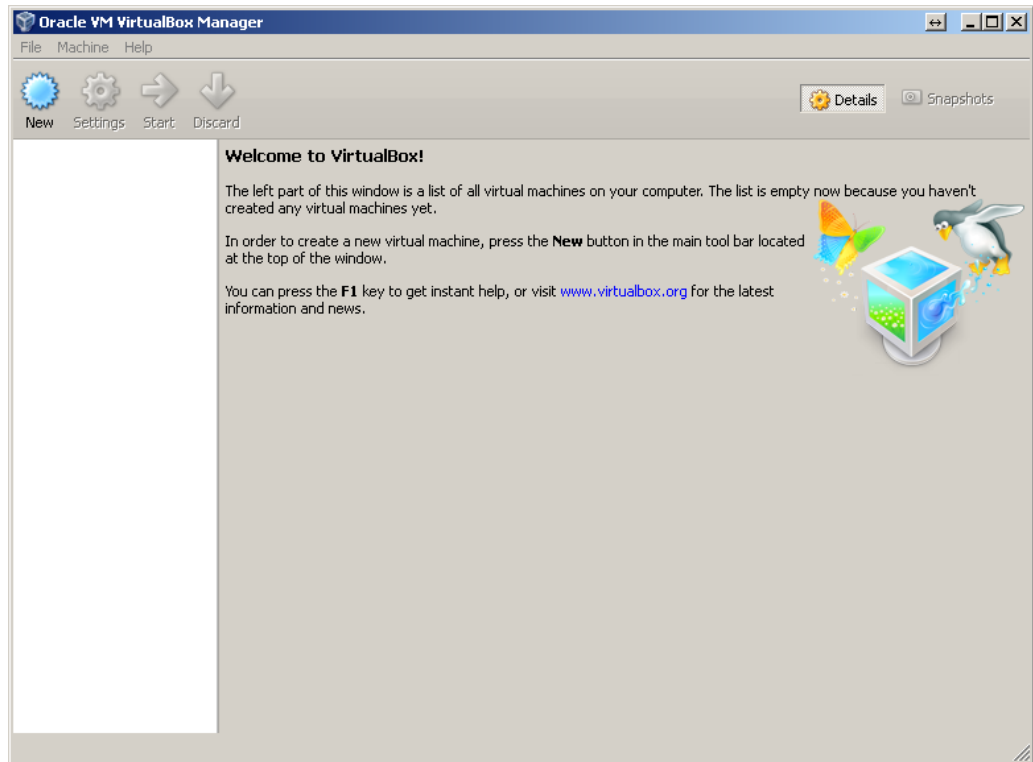 Oracle VM VirtualBox Manager
File Machine Help
New Settings Start Discard
Details Snapshots
Welcome to VirtualBox!
The left part of this window is a list of all virtual machines on your computer. The list is empty now because you haven't
created any virtual machines yet.
In order to create a new virtual machine, press the New button in the main tool bar located
at the top of the window.
You can press the F1 key to get instant help, or visit www.virtualbox.org for the latest
information and news.